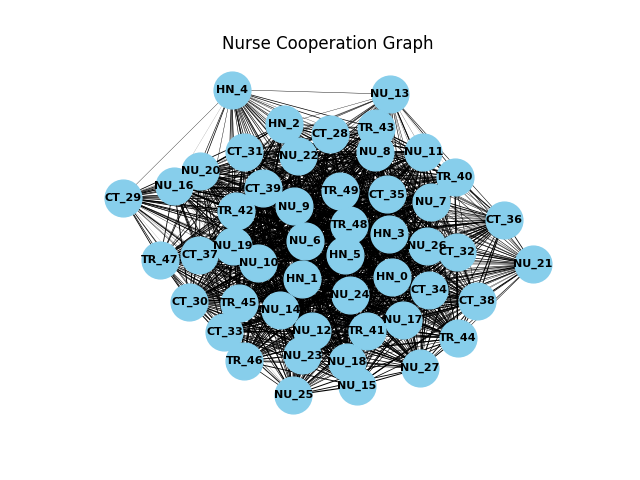 Nurse Cooperation Graph
HN_4
NU_13
HN_2
TR_43
CT_28
CT_31
NU_22
NU_8
NU_11
NU_20
TR_40
NU_16
CT_39
TR_49
CT_35
CT_29
NU_7
NU_9
TR_42
CT_36
TR_48
HN_3
NU_6
NU_19
NU_26
CT_32
CT_37
HN_5
TR_47
NU_10
NU_21
HN_1
HN_0
CT_34
NU_24
CT_30
TR_45
CT_38
NU_14
NU_17
CT_33
NU_12
TR_41
TR_44
NU_23
TR_46
NU_18
NU_27
NU_15
NU_25